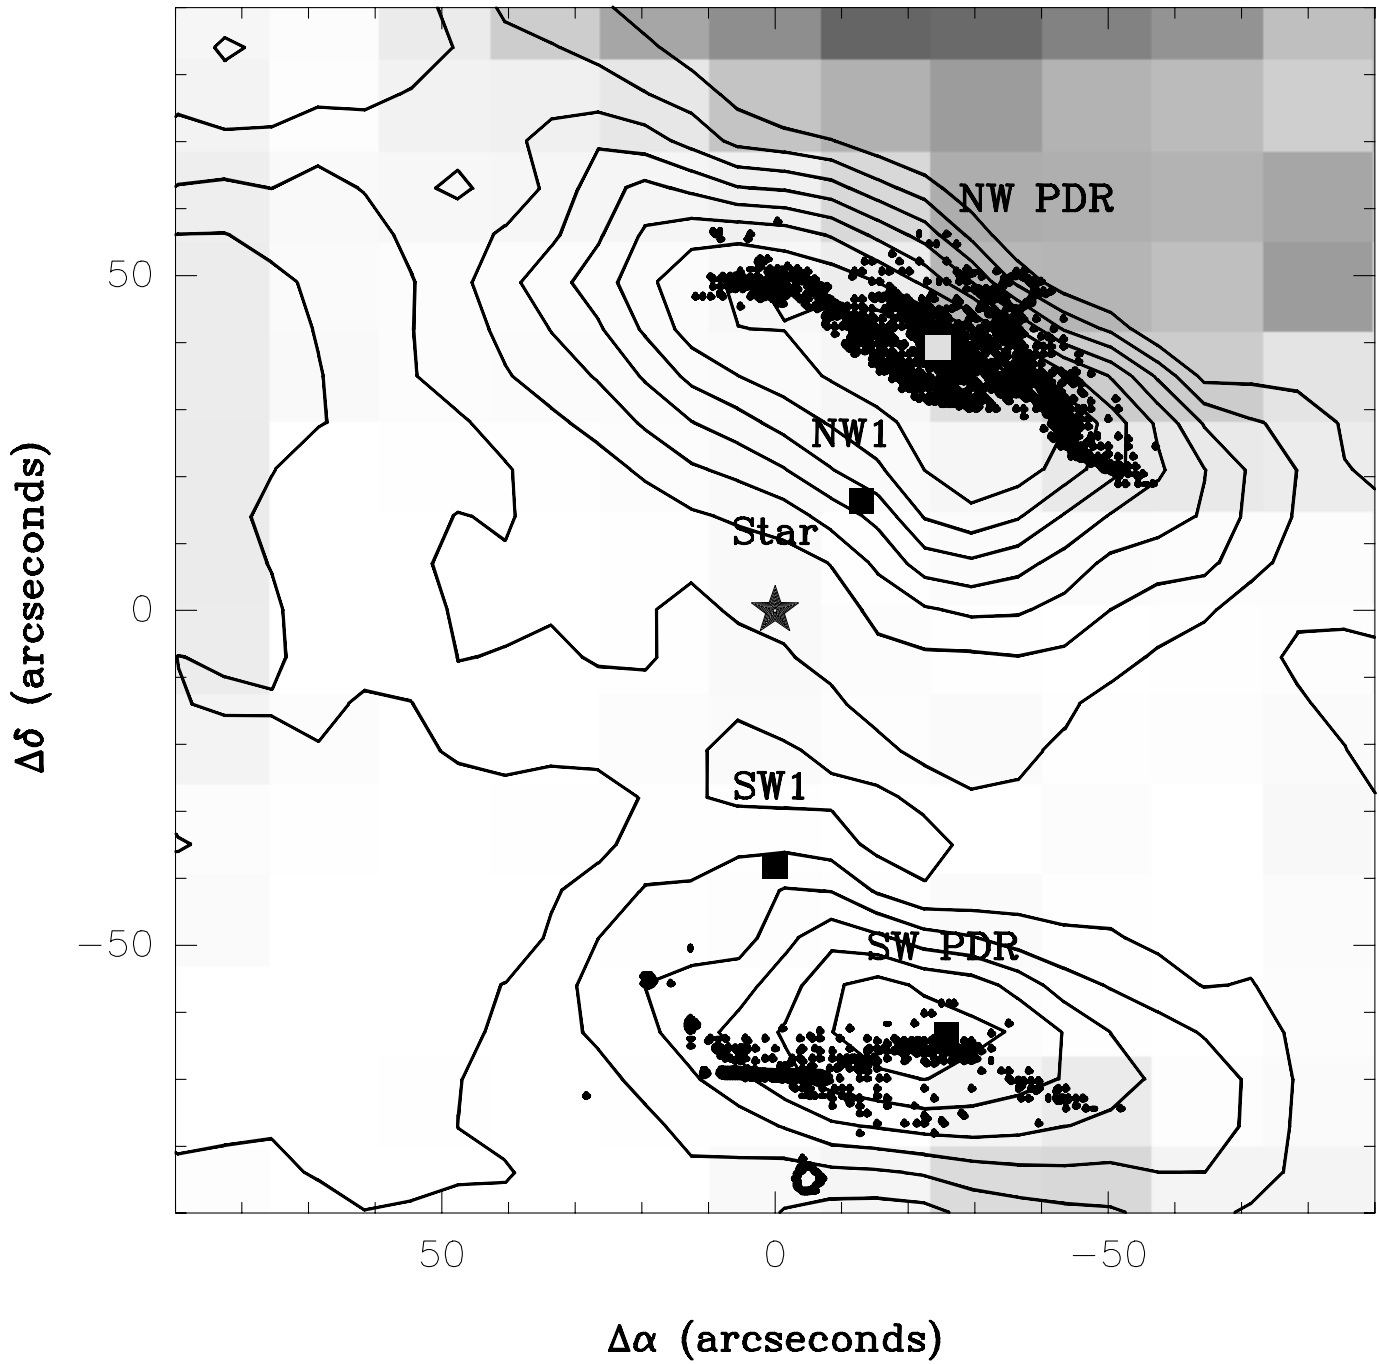 NW PDR
50
NW1
Star
0
SW1
−50
SW PDR
50 0 −50
Δα (arcseconds)
Δδ (arcseconds)